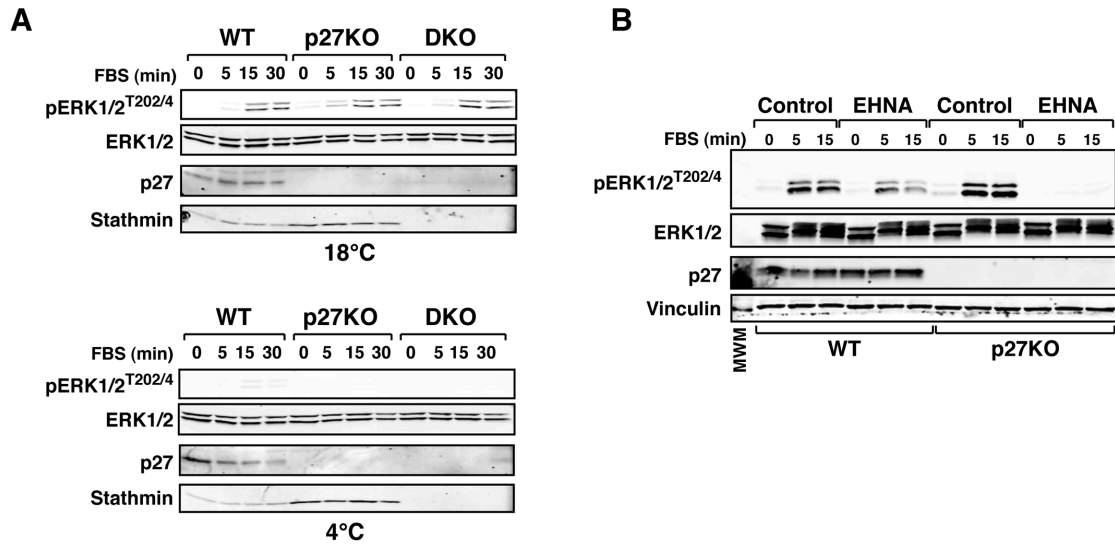 A
WT p27KO DKO
FBS (min) 0 5 15 30 0 5 15 30 0 5 15 30
pERK1/2T202/4
ERK1/2
p27
Stathmin
18°C
WT p27KO DKO
FBS (min) 0 5 15 30 0 5 15 30 0 5 15 30
pERK1/2T202/4
ERK1/2
p27
Stathmin
4°C
B
Control EHNA Control EHNA
FBS (min) 0 5 15 0 5 15 0 5 15 0 5 15
pERK1/2T202/4
ERK1/2
p27
Vinculin
MWM
WT p27KO